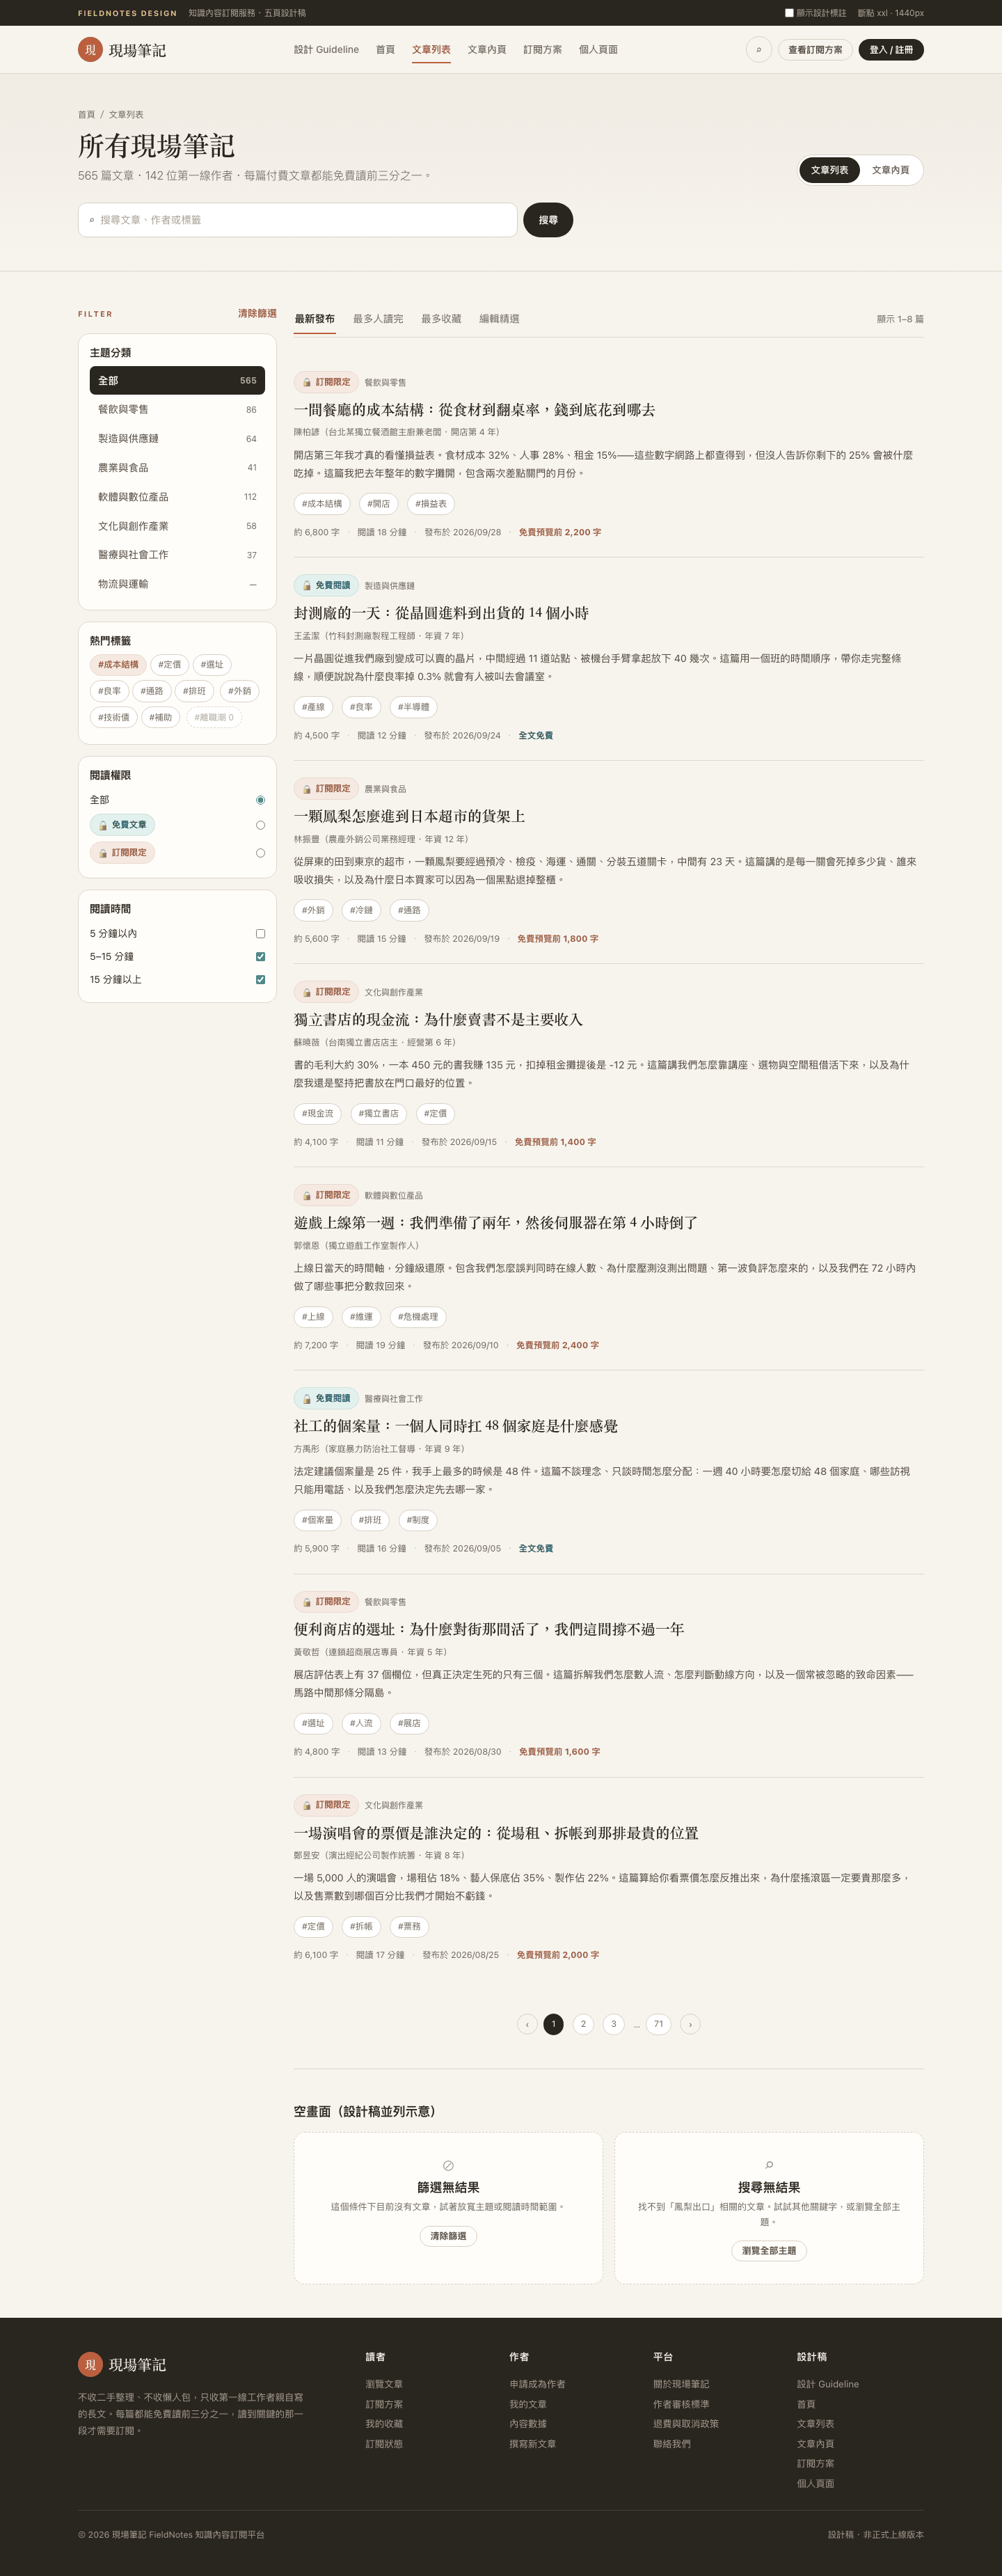 FIELDNOTES DESIGN 知識內容訂閱服務・五頁設計稿 顯示設計標註 斷點 xxl · 1440px
現 現場筆記 設計 Guideline 首頁 文章列表 文章內頁 訂閱方案 個人頁面 查看訂閱方案 登入 / 註冊
首頁 / 文章列表
所有現場筆記
565 篇文章・142 位第一線作者・每篇付費文章都能免費讀前三分之一。
文章列表 文章內頁
搜尋文章、作者或標籤 搜尋
FILTER 清除篩選
主題分類
全部 565
餐飲與零售 86
製造與供應鏈 64
農業與食品 41
軟體與數位產品 112
文化與創作產業 58
醫療與社會工作 37
物流與運輸 —
熱門標籤
#成本結構 #定價 #選址
#良率 #通路 #排班 #外銷
#技術債 #補助 #離職潮 0
閱讀權限
全部
免費文章
訂閱限定
閱讀時間
5 分鐘以內
5–15 分鐘
15 分鐘以上
最新發布 最多人讀完 最多收藏 編輯精選 顯示 1–8 篇
訂閱限定 餐飲與零售
一間餐廳的成本結構：從食材到翻桌率，錢到底花到哪去
陳柏諺（台北某獨立餐酒館主廚兼老闆・開店第 4 年）
開店第三年我才真的看懂損益表。食材成本 32%、人事 28%、租金 15%——這些數字網路上都查得到，但沒人告訴你剩下的 25% 會被什麼
吃掉。這篇我把去年整年的數字攤開，包含兩次差點關門的月份。
#成本結構 #開店 #損益表
約 6,800 字 · 閱讀 18 分鐘 · 發布於 2026/09/28 · 免費預覽前 2,200 字
免費閱讀 製造與供應鏈
封測廠的一天：從晶圓進料到出貨的 14 個小時
王孟潔（竹科封測廠製程工程師・年資 7 年）
一片晶圓從進我們廠到變成可以賣的晶片，中間經過 11 道站點、被機台手臂拿起放下 40 幾次。這篇用一個班的時間順序，帶你走完整條
線，順便說說為什麼良率掉 0.3% 就會有人被叫去會議室。
#產線 #良率 #半導體
約 4,500 字 · 閱讀 12 分鐘 · 發布於 2026/09/24 · 全文免費
訂閱限定 農業與食品
一顆鳳梨怎麼進到日本超市的貨架上
林振豐（農產外銷公司業務經理・年資 12 年）
從屏東的田到東京的超市，一顆鳳梨要經過預冷、檢疫、海運、通關、分裝五道關卡，中間有 23 天。這篇講的是每一關會死掉多少貨、誰來
吸收損失，以及為什麼日本買家可以因為一個黑點退掉整櫃。
#外銷 #冷鏈 #通路
約 5,600 字 · 閱讀 15 分鐘 · 發布於 2026/09/19 · 免費預覽前 1,800 字
訂閱限定 文化與創作產業
獨立書店的現金流：為什麼賣書不是主要收入
蘇曉薇（台南獨立書店店主・經營第 6 年）
書的毛利大約 30%，一本 450 元的書我賺 135 元，扣掉租金攤提後是 -12 元。這篇講我們怎麼靠講座、選物與空間租借活下來，以及為什
麼我還是堅持把書放在門口最好的位置。
#現金流 #獨立書店 #定價
約 4,100 字 · 閱讀 11 分鐘 · 發布於 2026/09/15 · 免費預覽前 1,400 字
訂閱限定 軟體與數位產品
遊戲上線第一週：我們準備了兩年，然後伺服器在第 4 小時倒了
郭懷恩（獨立遊戲工作室製作人）
上線日當天的時間軸，分鐘級還原。包含我們怎麼誤判同時在線人數、為什麼壓測沒測出問題、第一波負評怎麼來的，以及我們在 72 小時內
做了哪些事把分數救回來。
#上線 #維運 #危機處理
約 7,200 字 · 閱讀 19 分鐘 · 發布於 2026/09/10 · 免費預覽前 2,400 字
免費閱讀 醫療與社會工作
社工的個案量：一個人同時扛 48 個家庭是什麼感覺
方禹彤（家庭暴力防治社工督導・年資 9 年）
法定建議個案量是 25 件，我手上最多的時候是 48 件。這篇不談理念、只談時間怎麼分配：一週 40 小時要怎麼切給 48 個家庭、哪些訪視
只能用電話、以及我們怎麼決定先去哪一家。
#個案量 #排班 #制度
約 5,900 字 · 閱讀 16 分鐘 · 發布於 2026/09/05 · 全文免費
訂閱限定 餐飲與零售
便利商店的選址：為什麼對街那間活了，我們這間撐不過一年
黃敬哲（連鎖超商展店專員・年資 5 年）
展店評估表上有 37 個欄位，但真正決定生死的只有三個。這篇拆解我們怎麼數人流、怎麼判斷動線方向，以及一個常被忽略的致命因素——
馬路中間那條分隔島。
#選址 #人流 #展店
約 4,800 字 · 閱讀 13 分鐘 · 發布於 2026/08/30 · 免費預覽前 1,600 字
訂閱限定 文化與創作產業
一場演唱會的票價是誰決定的：從場租、拆帳到那排最貴的位置
鄭昱安（演出經紀公司製作統籌・年資 8 年）
一場 5,000 人的演唱會，場租佔 18%、藝人保底佔 35%、製作佔 22%。這篇算給你看票價怎麼反推出來，為什麼搖滾區一定要貴那麼多，
以及售票數到哪個百分比我們才開始不虧錢。
#定價 #拆帳 #票務
約 6,100 字 · 閱讀 17 分鐘 · 發布於 2026/08/25 · 免費預覽前 2,000 字
‹ 1 2 3 … 71 ›
空畫面（設計稿並列示意）
篩選無結果
這個條件下目前沒有文章，試著放寬主題或閱讀時間範圍。
清除篩選
搜尋無結果
找不到「鳳梨出口」相關的文章。試試其他關鍵字，或瀏覽全部主
題。
瀏覽全部主題
現 現場筆記
不收二手整理、不收懶人包，只收第一線工作者親自寫
的長文。每篇都能免費讀前三分之一，讀到關鍵的那一
段才需要訂閱。
讀者
瀏覽文章
訂閱方案
我的收藏
訂閱狀態
作者
申請成為作者
我的文章
內容數據
撰寫新文章
平台
關於現場筆記
作者審核標準
退費與取消政策
聯絡我們
設計稿
設計 Guideline
首頁
文章列表
文章內頁
訂閱方案
個人頁面
© 2026 現場筆記 FieldNotes 知識內容訂閱平台 設計稿・非正式上線版本